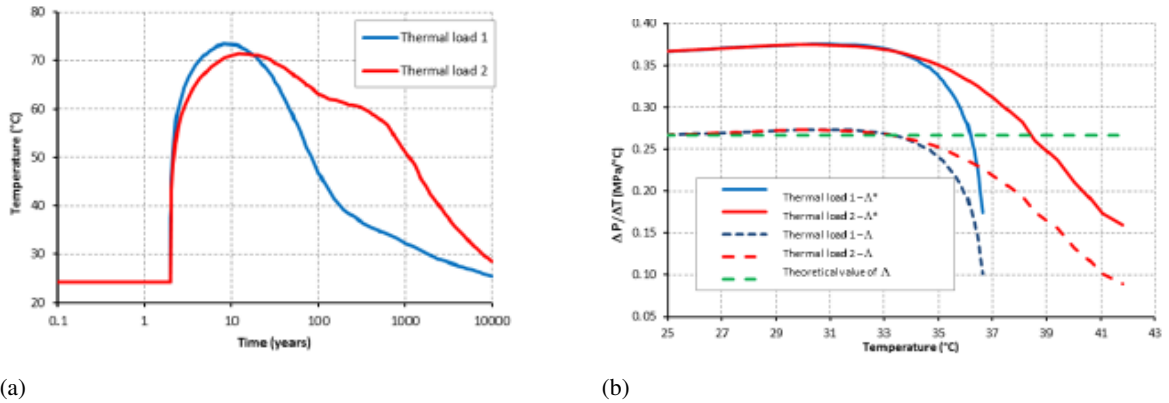 80
70
60
50
40
30
20
Temperature (°C)
0.1 1 10 100 1000 10000
Time (years)
Thermal load 1
Thermal load 2
0.40
0.35
0.30
0.25
0.20
0.15
0.10
0.05
ΔP/ΔT (MPa/°C)
25 27 29 31 33 35 37 39 41 43
Temperature (°C)
Thermal load 1 – Λ*
Thermal load 2 – Λ*
Thermal load 1 – Λ
Thermal load 2 – Λ
Theoretical value of Λ
(a) (b)